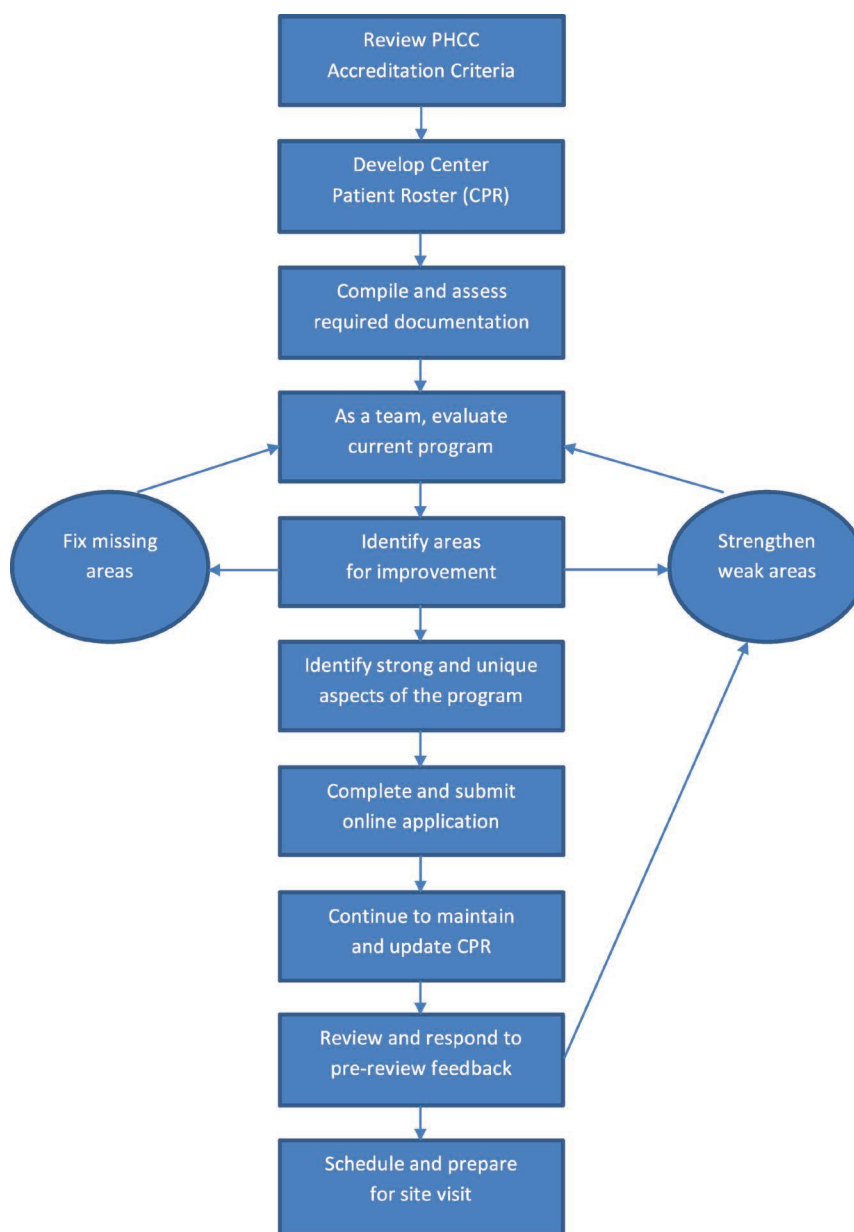 Review PHCC
Accreditation Criteria
Develop Center
Patient Roster (CPR)
Compile and assess
required documentation
As a team, evaluate
current program
Fix missing
areas
Identify areas
for improvement
Strengthen
weak areas
Identify strong and unique
aspects of the program
Complete and submit
online application
Continue to maintain
and update CPR
Review and respond to
pre-review feedback
Schedule and prepare
for site visit